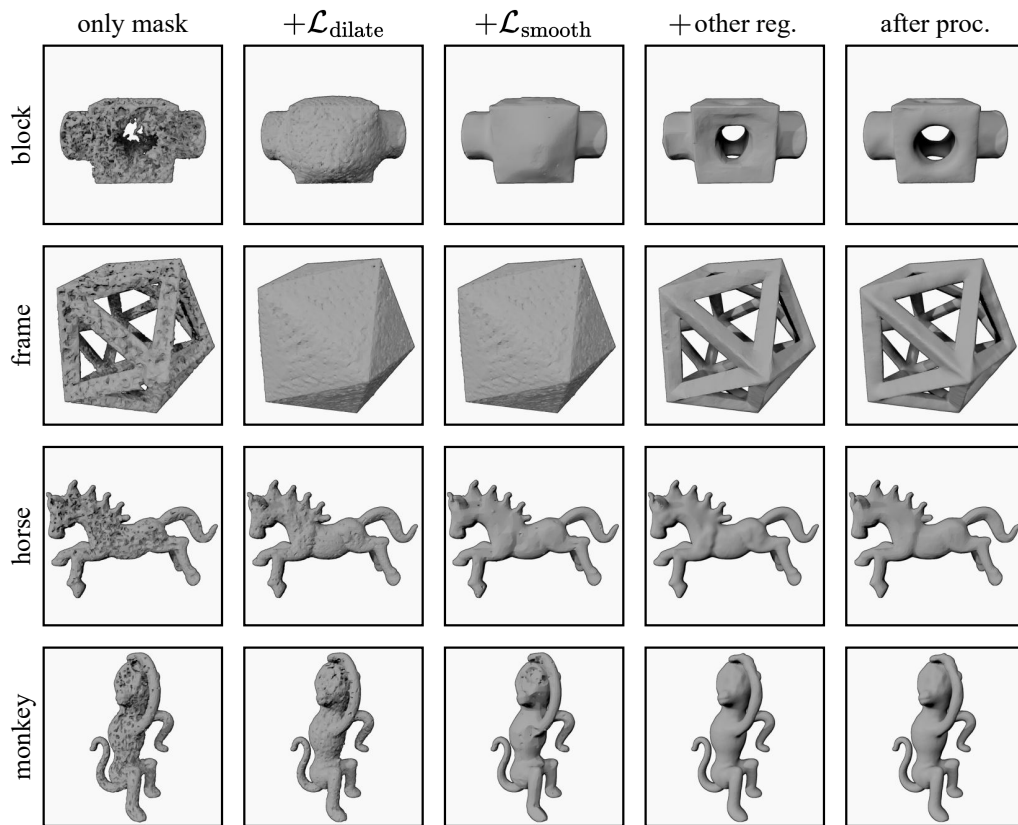 only mask +ℒdilate +ℒsmooth +other reg. after proc.
block
frame
horse
monkey